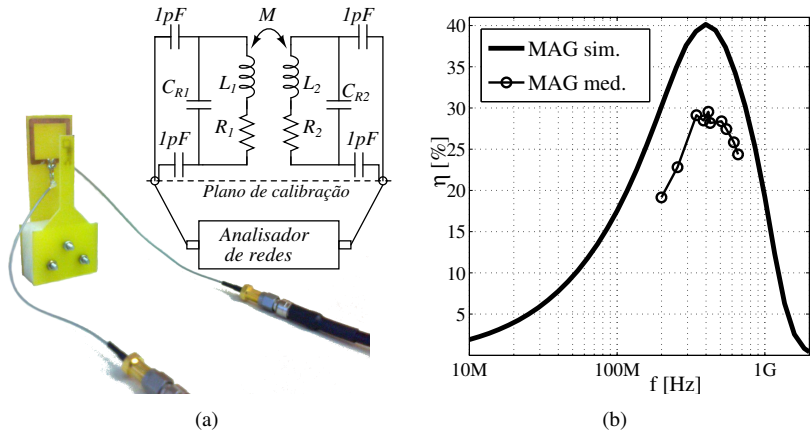 1pF
M
1pF
C_R1
L_1
L_2
C_R2
R_1
R_2
1pF
1pF
Plano de calibração
Analisador
de redes
(a)
η [%]
40
35
30
25
20
15
10
5
MAG sim.
MAG med.
10M
100M
1G
f [Hz]
(b)